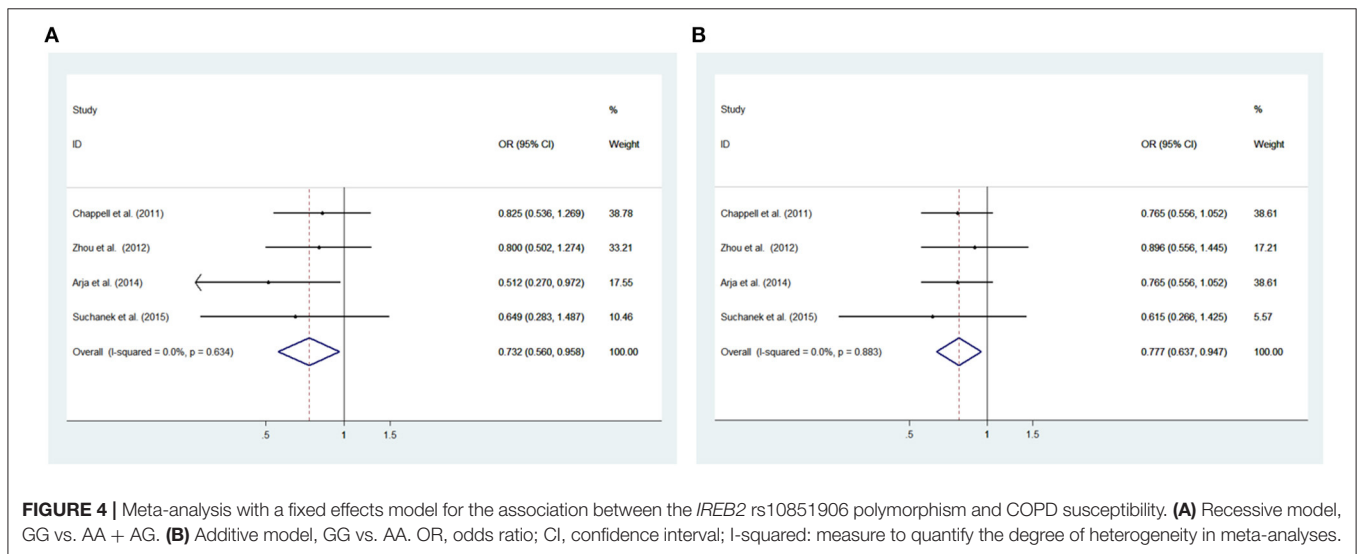 A
Study %
ID OR (95% CI) Weight
Chappell et al. (2011) 0.825 (0.536, 1.269) 38.78
Zhou et al. (2012) 0.800 (0.502, 1.274) 33.21
Arja et al. (2014) 0.512 (0.270, 0.972) 17.55
Suchanek et al. (2015) 0.649 (0.283, 1.487) 10.46
Overall (I-squared = 0.0%, p = 0.634) 0.732 (0.560, 0.958) 100.00
.5 1 1.5
B
Study %
ID OR (95% CI) Weight
Chappell et al. (2011) 0.765 (0.556, 1.052) 38.61
Zhou et al. (2012) 0.896 (0.556, 1.445) 17.21
Arja et al. (2014) 0.765 (0.556, 1.052) 38.61
Suchanek et al. (2015) 0.615 (0.266, 1.425) 5.57
Overall (I-squared = 0.0%, p = 0.883) 0.777 (0.637, 0.947) 100.00
.5 1 1.5
FIGURE 4 | Meta-analysis with a fixed effects model for the association between the IREB2 rs10851906 polymorphism and COPD susceptibility. (A) Recessive model,
GG vs. AA + AG. (B) Additive model, GG vs. AA. OR, odds ratio; CI, confidence interval; I-squared: measure to quantify the degree of heterogeneity in meta-analyses.